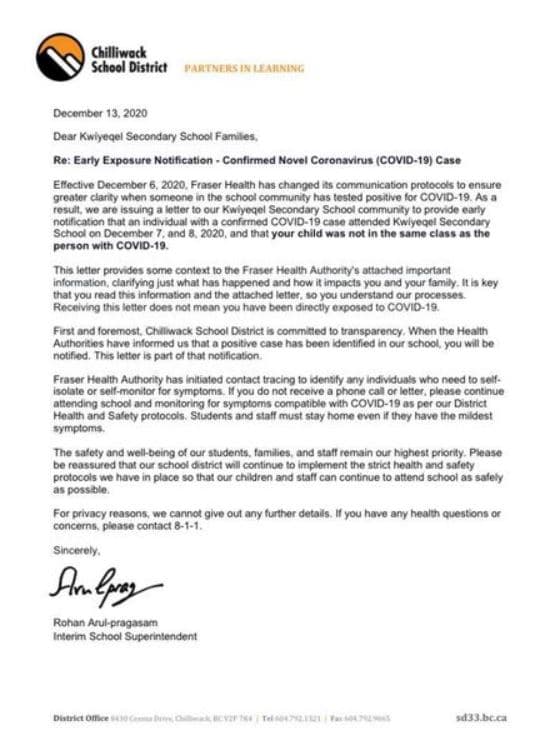 Chilliwack
School District PARTNERS IN LEARNING
December 13, 2020
Dear Kwíyeqel Secondary School Families,
Re: Early Exposure Notification - Confirmed Novel Coronavirus (COVID-19) Case
Effective December 6, 2020, Fraser Health has changed its communication protocols to ensure
greater clarity when someone in the school community has tested positive for COVID-19. As a
result, we are issuing a letter to our Kwíyeqel Secondary School community to provide early
notification that an individual with a confirmed COVID-19 case attended Kwíyeqel Secondary
School on December 7, and 8, 2020, and that your child was not in the same class as the
person with COVID-19.
This letter provides some context to the Fraser Health Authority's attached important
information, clarifying just what has happened and how it impacts you and your family. It is key
that you read this information and the attached letter, so you understand our processes.
Receiving this letter does not mean you have been directly exposed to COVID-19.
First and foremost, Chilliwack School District is committed to transparency. When the Health
Authorities have informed us that a positive case has been identified in our school, you will be
notified. This letter is part of that notification.
Fraser Health Authority has initiated contact tracing to identify any individuals who need to self-
isolate or self-monitor for symptoms. If you do not receive a phone call or letter, please continue
attending school and monitoring for symptoms compatible with COVID-19 as per our District
Health and Safety protocols. Students and staff must stay home even if they have the mildest
symptoms.
The safety and well-being of our students, families, and staff remain our highest priority. Please
be reassured that our school district will continue to implement the strict health and safety
protocols we have in place so that our children and staff can continue to attend school as safely
as possible.
For privacy reasons, we cannot give out any further details. If you have any health questions or
concerns, please contact 8-1-1.
Sincerely,
Rohan Arul-pragasam
Interim School Superintendent
District Office 8430 Cessna Drive, Chilliwack, BC V2P 7K4 | Tel 604.792.1321 | Fax 604.792.9665 sd33.bc.ca